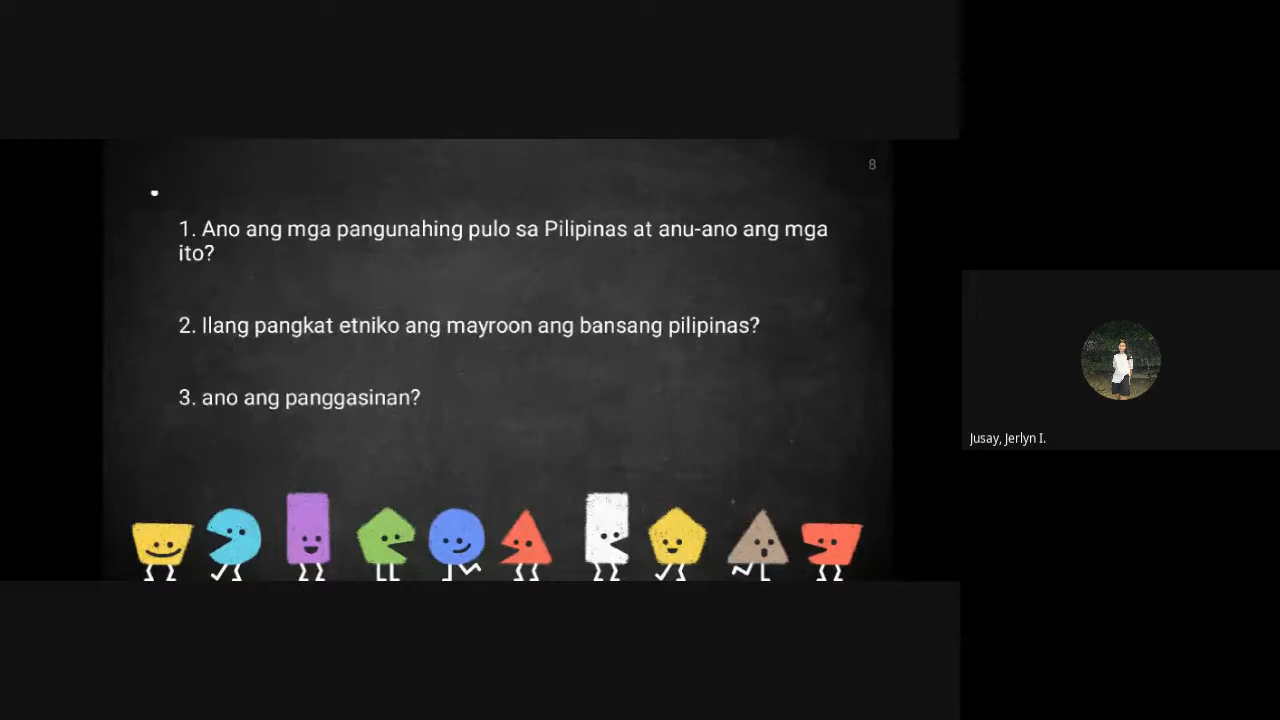 8
1. Ano ang mga pangunahing pulo sa Pilipinas at anu-ano ang mga
ito?
2. Ilang pangkat etniko ang mayroon ang bansang pilipinas?
3. ano ang panggasinan?
Jusay, Jerlyn I.